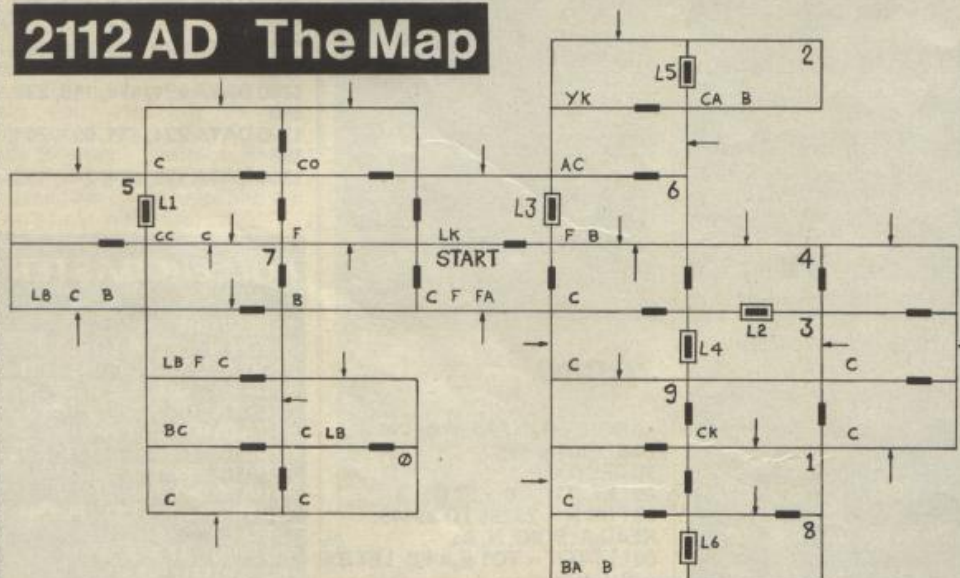 2112 AD The Map
2
L5
YK CA B
C CO AC
5 L1 L3 6
CC C F LK F B
7 START 4
LB C B B C F FA C L2 3
LB F C C L4 C
9
BC C LB CK C
Ø 1
C C C
8
L6
BA B